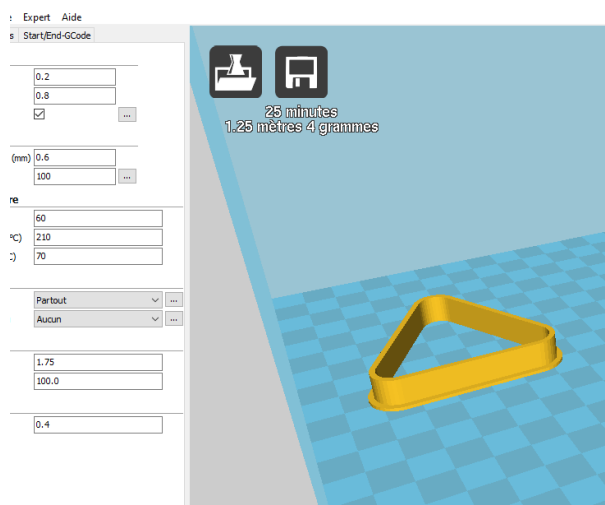 Expert Aide
Start/End-GCode
0.2
0.8
...
(mm) 0.6
100 ...
re
60
°C) 210
70
Partout ...
Aucun ...
1.75
100.0
0.4
25 minutes
1.25 mètres 4 grammes